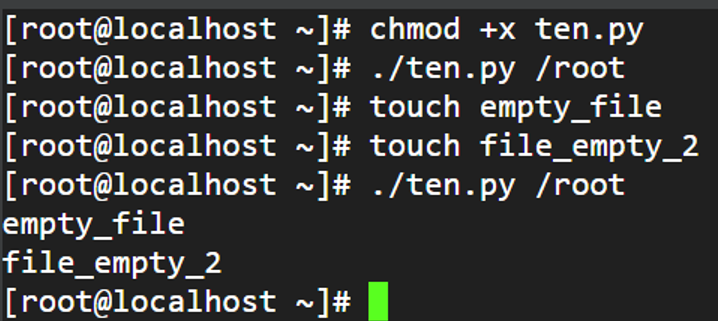 [root@localhost ~]# chmod +x ten.py
[root@localhost ~]# ./ten.py /root
[root@localhost ~]# touch empty_file
[root@localhost ~]# touch file_empty_2
[root@localhost ~]# ./ten.py /root
empty_file
file_empty_2
[root@localhost ~]#